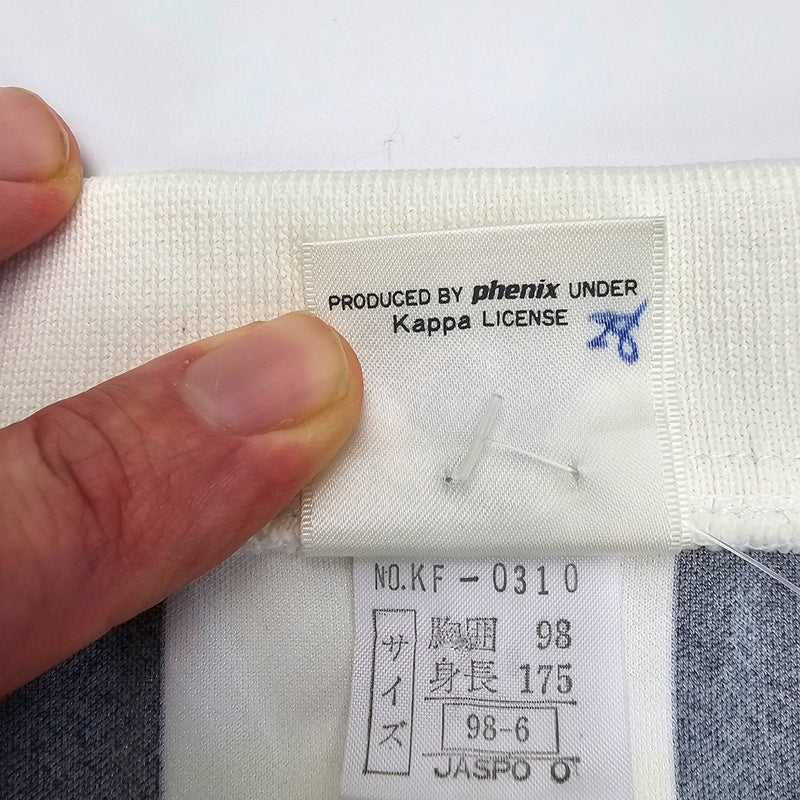 PRODUCED BY phenix UNDER
Kappa LICENSE
NO.KF-0310
サイズ
胸囲 98
身長 175
98-6
JASPO O